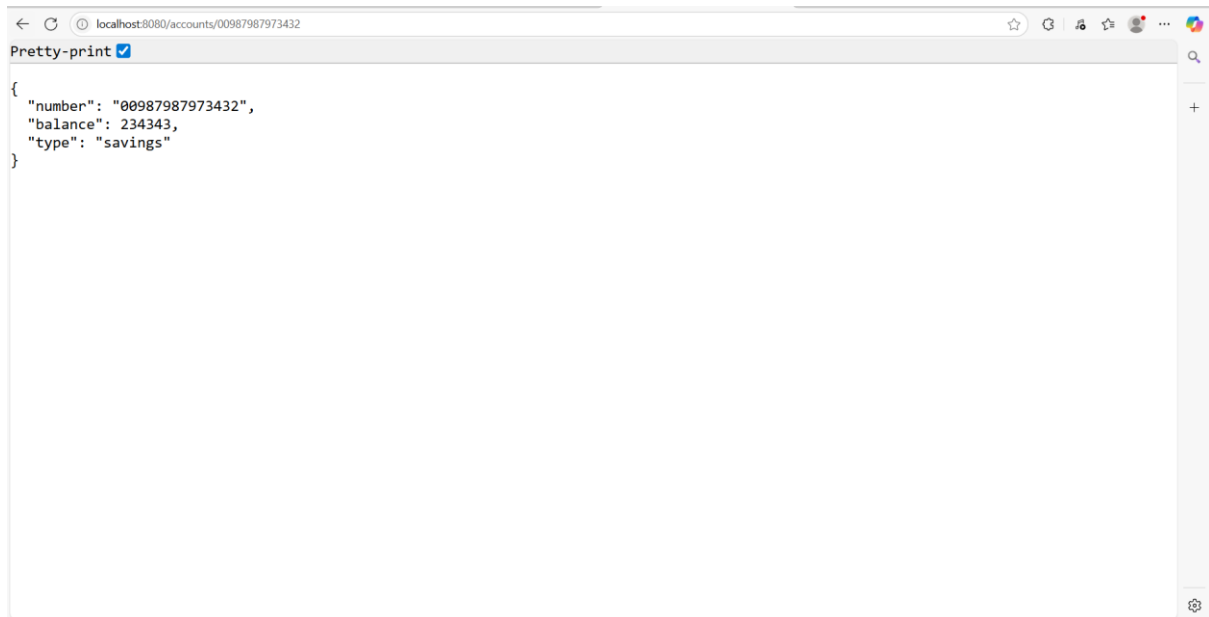 localhost:8080/accounts/00987987973432
Pretty-print
{
"number": "00987987973432",
"balance": 234343,
"type": "savings"
}